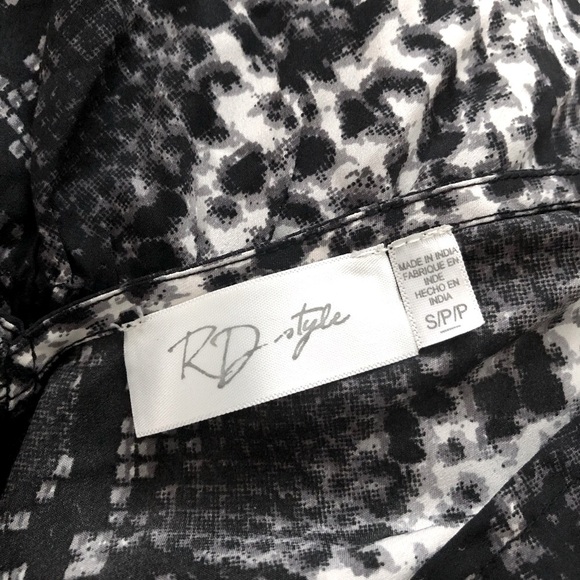 RD style
MADE IN INDIA
FABRIQUE EN
INDE
HECHO EN
INDIA
S/P/P